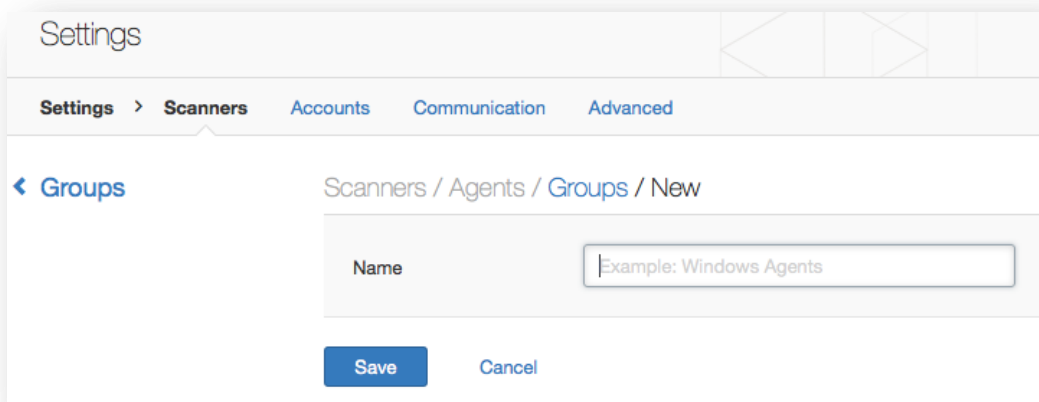 Settings
Settings > Scanners Accounts Communication Advanced
Groups
Scanners / Agents / Groups / New
Name Example: Windows Agents
Save Cancel